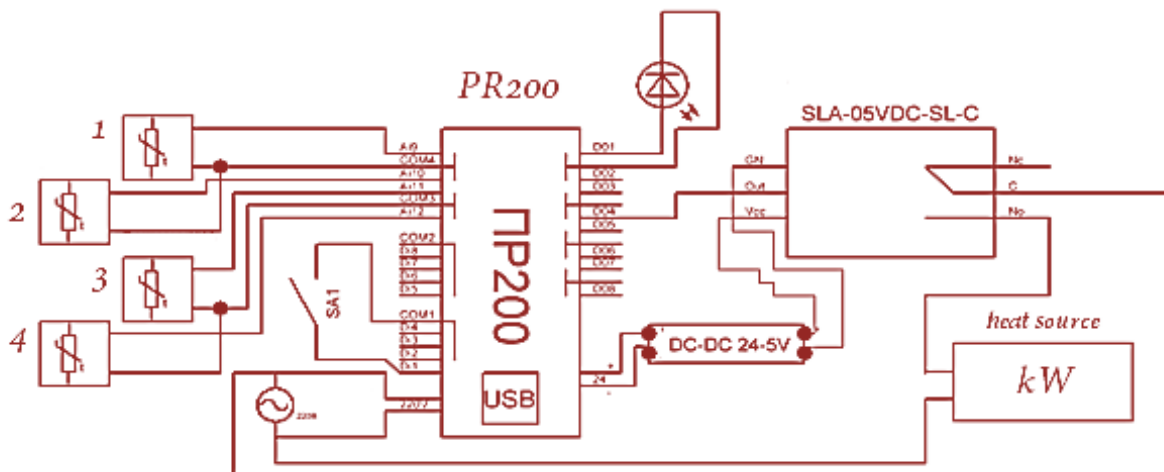 PR200
SLA-05VDC-SL-C
1
2
3
4
AI9
COM4
AI10
AI11
COM3
AI12
COM2
DI8
DI7
DI6
DI5
COM1
DI4
DI3
DI2
DI1
SA1
ПР200
USB
DO1
DO2
DO3
DO4
DO5
DO6
DO7
DO8
24
Out
Vcc
Nc
C
No
DC-DC 24-5V
heat source
kW